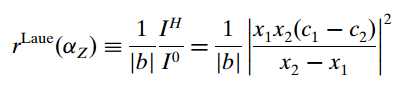 r^Laue(α_Z) ≡ \frac{1}{|b|} \frac{I^H}{I^0} = \frac{1}{|b|} \left| \frac{x_1 x_2 (c_1 − c_2)}{x_2 − x_1} \right|^2